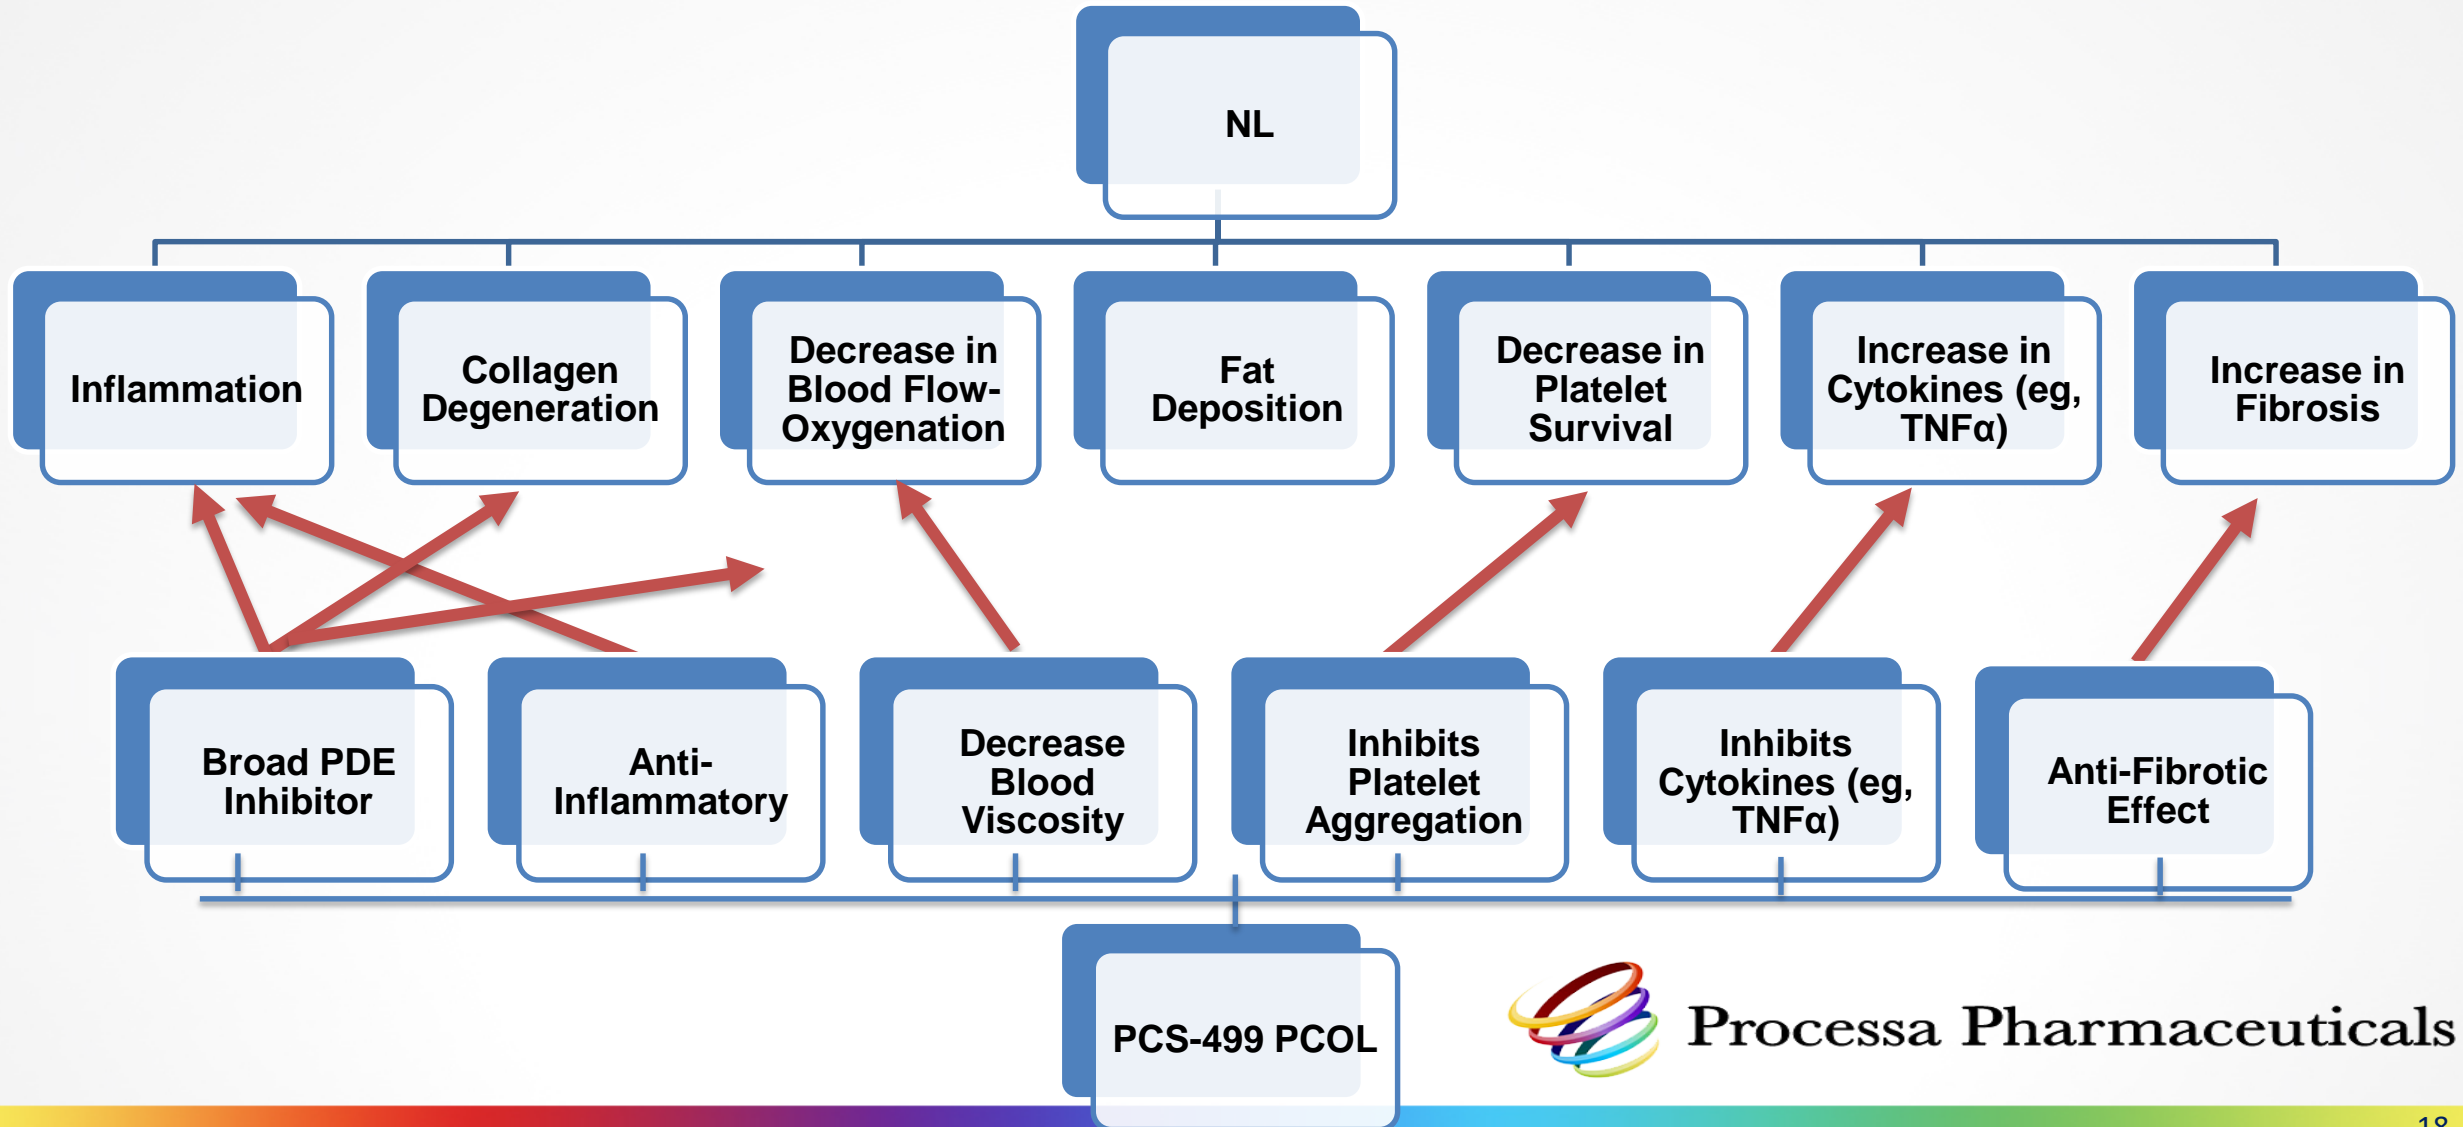 NL
Inflammation
Collagen
Degeneration
Decrease in
Blood Flow-
Oxygenation
Fat
Deposition
Decrease in
Platelet
Survival
Increase in
Cytokines (eg,
TNFα)
Increase in
Fibrosis
Broad PDE
Inhibitor
Anti-
Inflammatory
Decrease
Blood
Viscosity
Inhibits
Platelet
Aggregation
Inhibits
Cytokines (eg,
TNFα)
Anti-Fibrotic
Effect
PCS-499 PCOL
Processa Pharmaceuticals
18